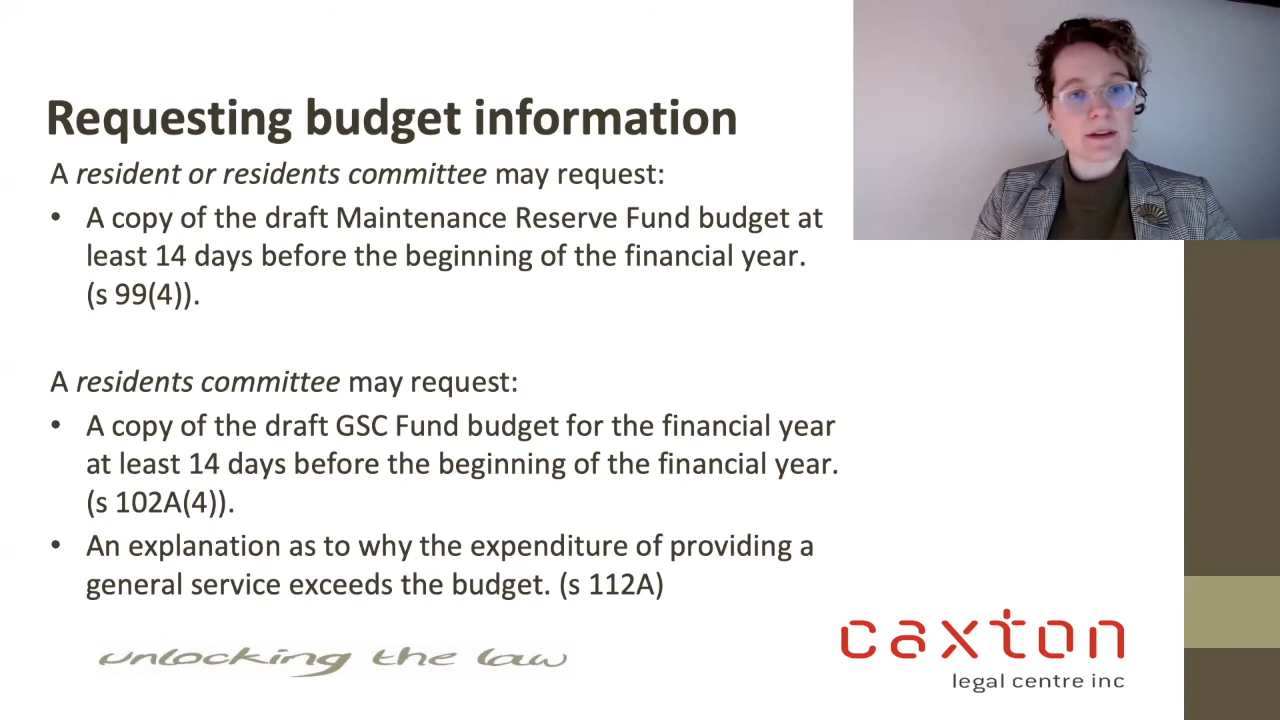 Requesting budget information
A resident or residents committee may request:
• A copy of the draft Maintenance Reserve Fund budget at
least 14 days before the beginning of the financial year.
(s 99(4)).
A residents committee may request:
• A copy of the draft GSC Fund budget for the financial year
at least 14 days before the beginning of the financial year.
(s 102A(4)).
• An explanation as to why the expenditure of providing a
general service exceeds the budget. (s 112A)
unlocking the law
caxton
legal centre inc